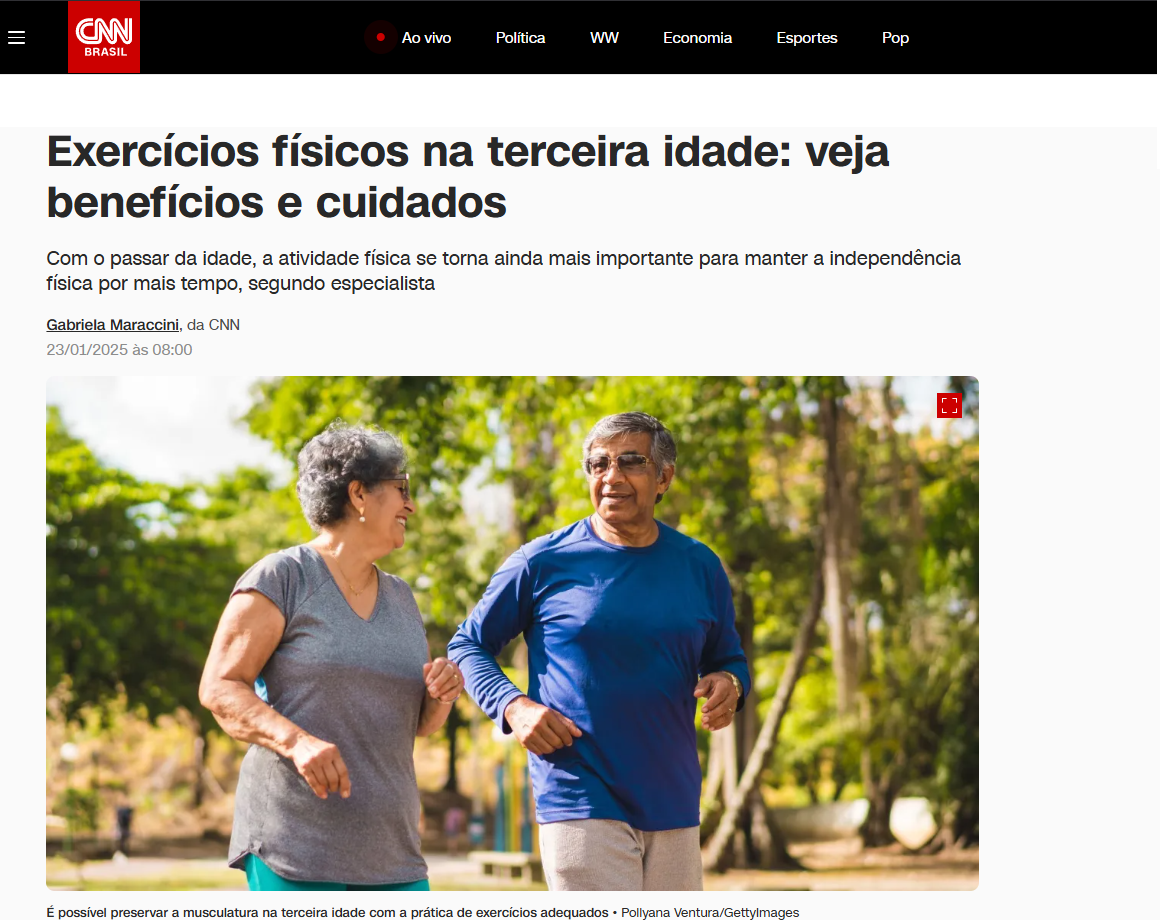 CNN
BRASIL
Ao vivo
Política
WW
Economia
Esportes
Pop
Exercícios físicos na terceira idade: veja
benefícios e cuidados
Com o passar da idade, a atividade física se torna ainda mais importante para manter a independência
física por mais tempo, segundo especialista
Gabriela Maraccini, da CNN
23/01/2025 às 08:00
É possível preservar a musculatura na terceira idade com a prática de exercícios adequados • Pollyana Ventura/GettyImages